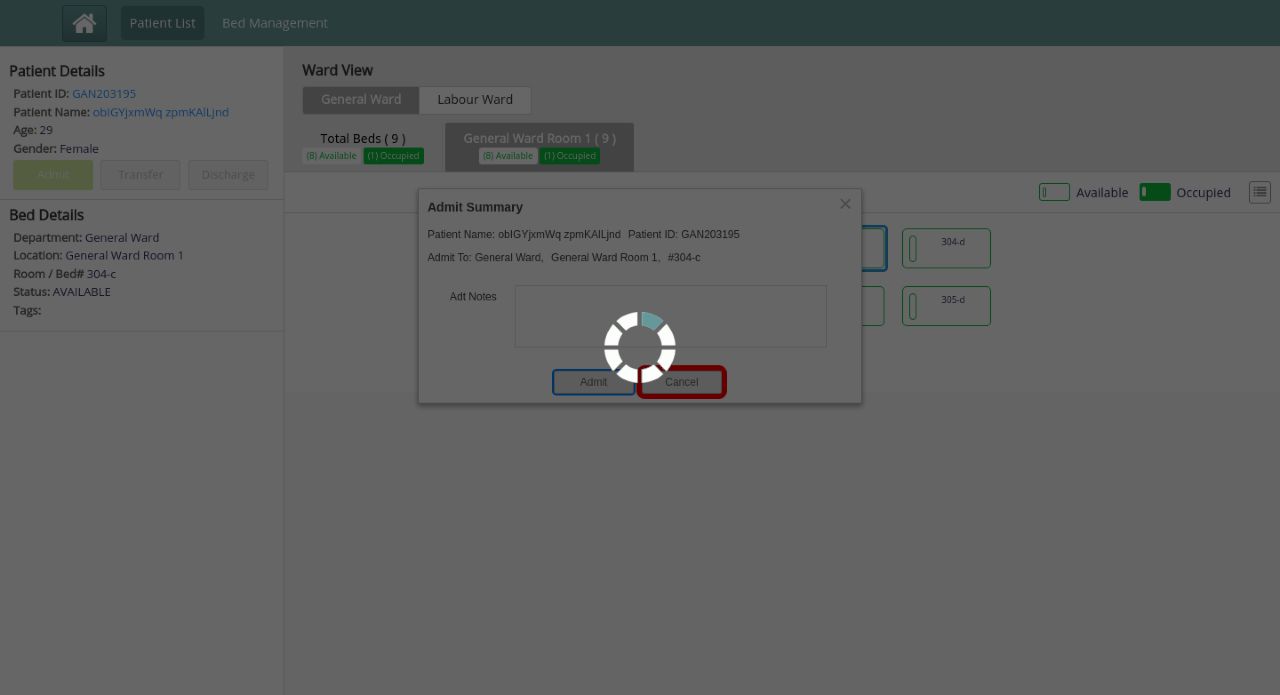 Patient List Bed Management
Patient Details
Patient ID: GAN203195
Patient Name: obIGYjxmWq zpmKAlLjnd
Age: 29
Gender: Female
Admit Transfer Discharge
Bed Details
Department: General Ward
Location: General Ward Room 1
Room / Bed# 304-c
Status: AVAILABLE
Tags:
Ward View
General Ward Labour Ward
Total Beds ( 9 ) General Ward Room 1 ( 9 )
(8) Available (1) Occupied (8) Available (1) Occupied
Available Occupied
304-d
305-d
Admit Summary
Patient Name: obIGYjxmWq zpmKAlLjnd Patient ID: GAN203195
Admit To: General Ward, General Ward Room 1, #304-c
Adt Notes
Admit Cancel